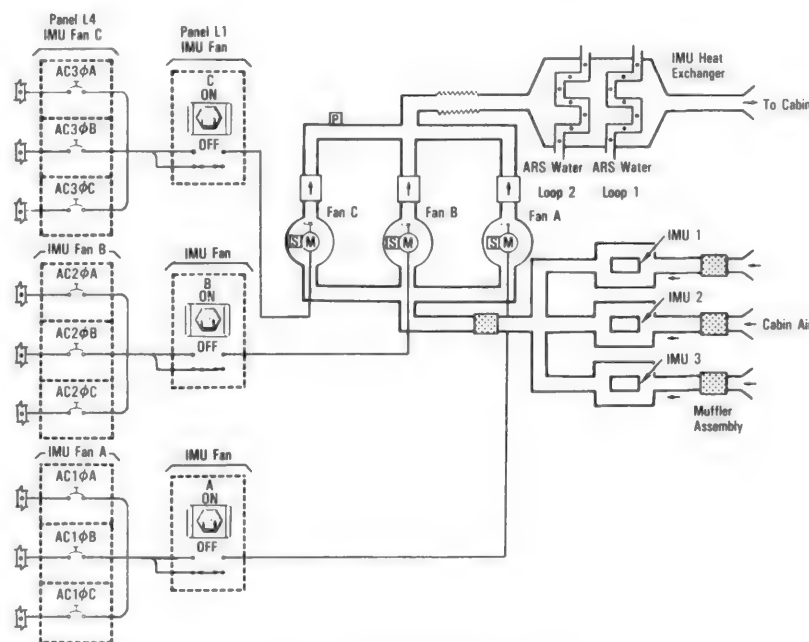 Panel L4
IMU Fan C
AC3ϕA
AC3ϕB
AC3ϕC
IMU Fan B
AC2ϕA
AC2ϕB
AC2ϕC
IMU Fan A
AC1ϕA
AC1ϕB
AC1ϕC
Panel L1
IMU Fan
C
ON
OFF
IMU Fan
B
ON
OFF
IMU Fan
A
ON
OFF
P
Fan C
Fan B
Fan A
S M
S M
S M
IMU Heat
Exchanger
To Cabin
ARS Water
Loop 2
ARS Water
Loop 1
IMU 1
IMU 2
IMU 3
Cabin Air
Muffler
Assembly